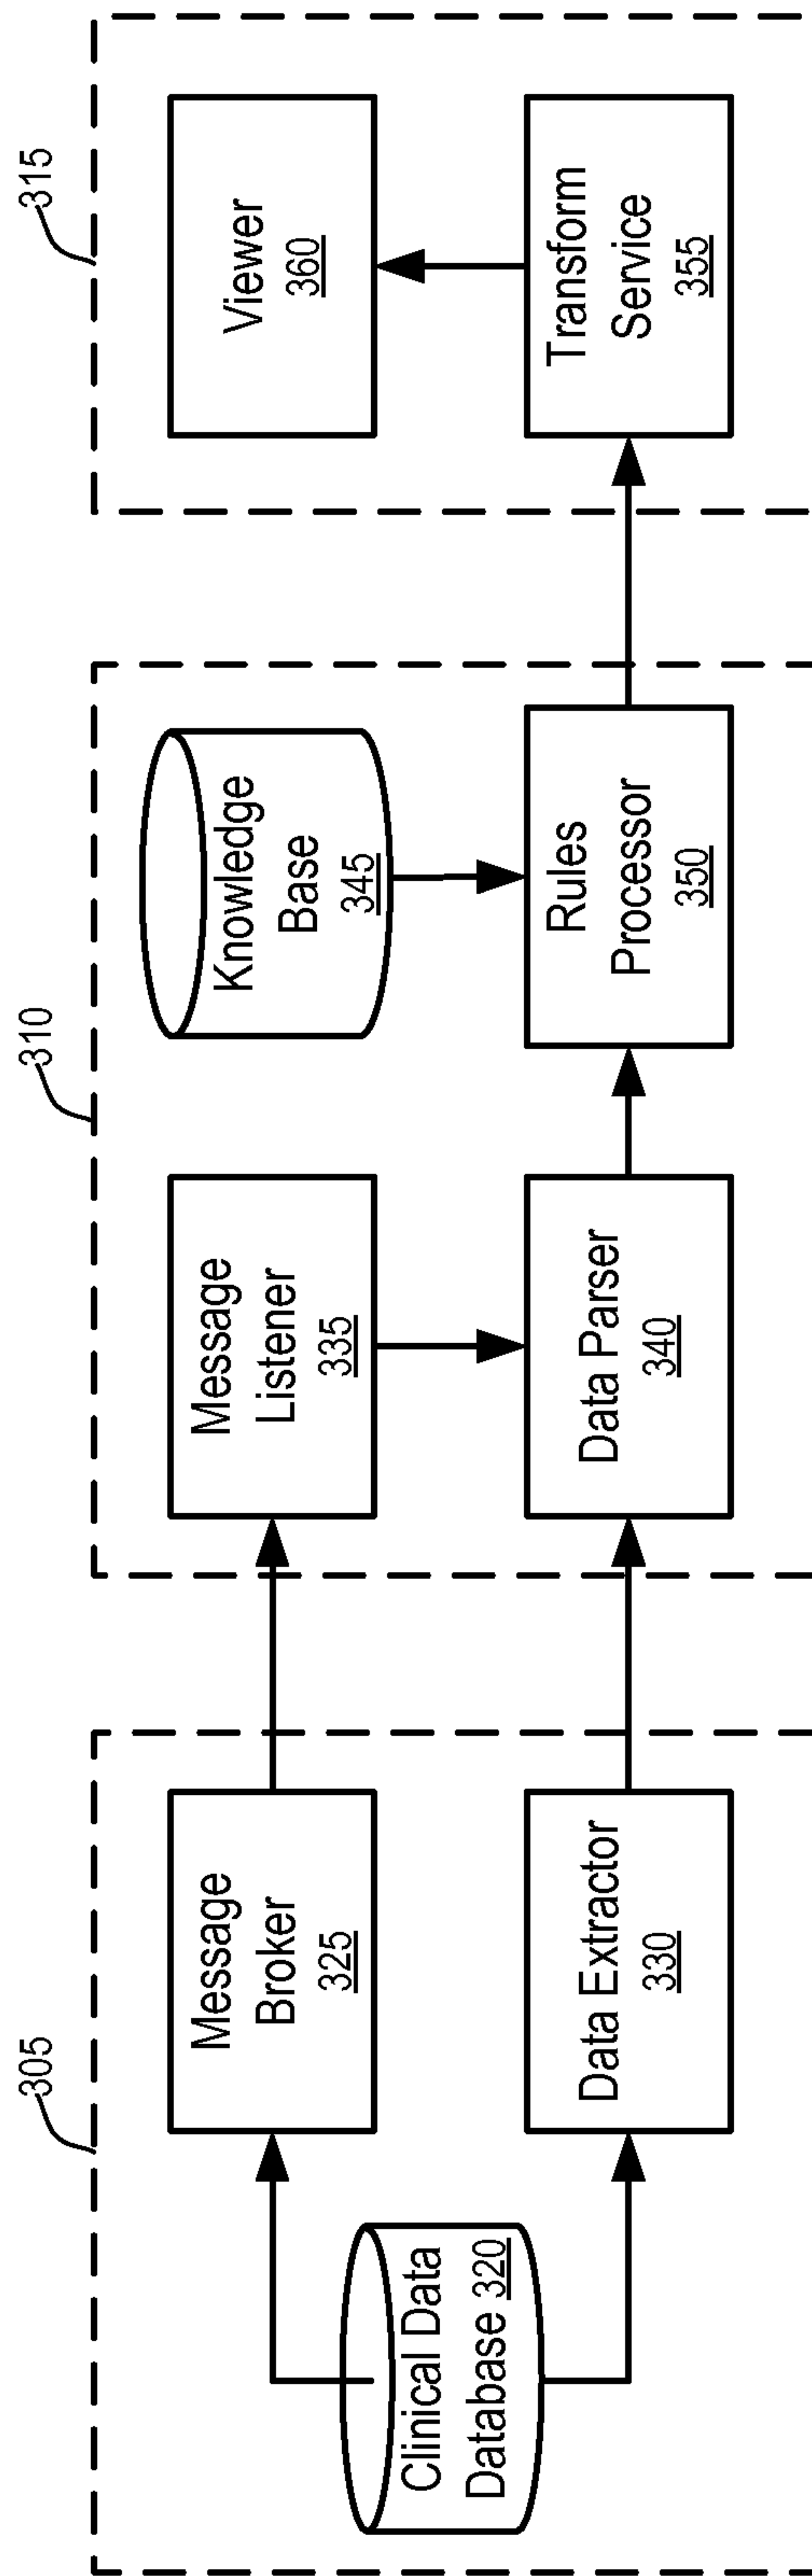 305
310
315
Clinical Data
Database 320
Message
Broker
325
Data Extractor
330
Message
Listener
335
Data Parser
340
Knowledge
Base
345
Rules
Processor
350
Viewer
360
Transform
Service
355